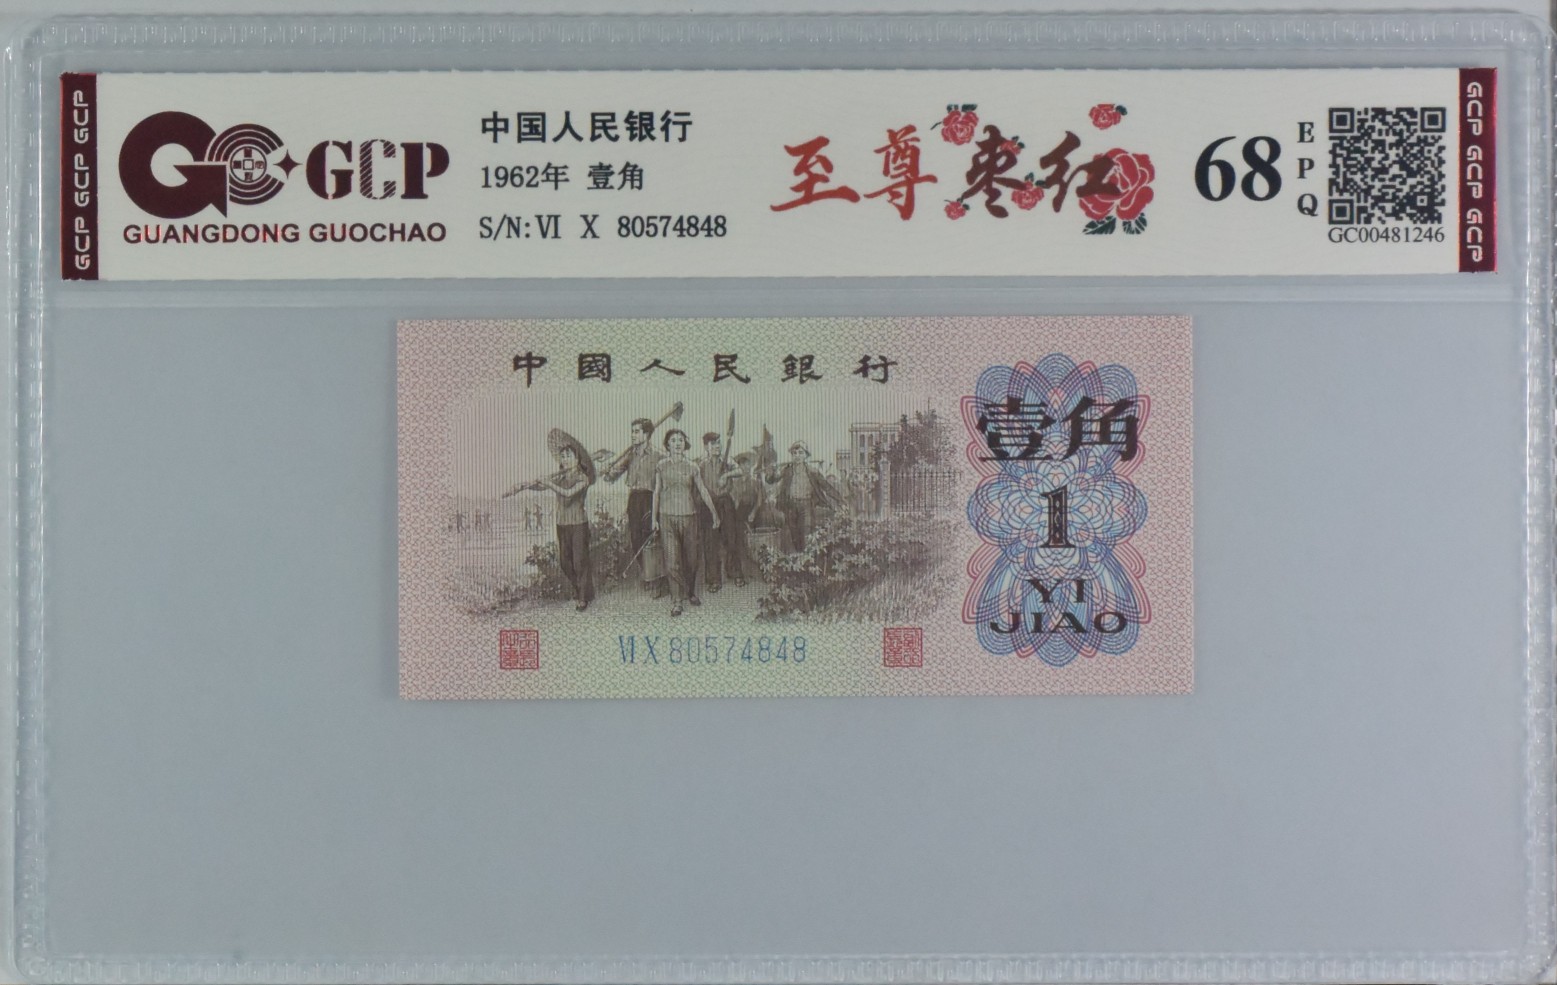 GCP GCP GCP
GCP
GUANGDONG GUOCHAO
中国人民银行
1962年 壹角
S/N: VI X 80574848
至尊枣红
68
EPQ
GC00481246
GCP GCP GCP
中國人民銀行
壹角
1
YI
JIAO
VI X 80574848